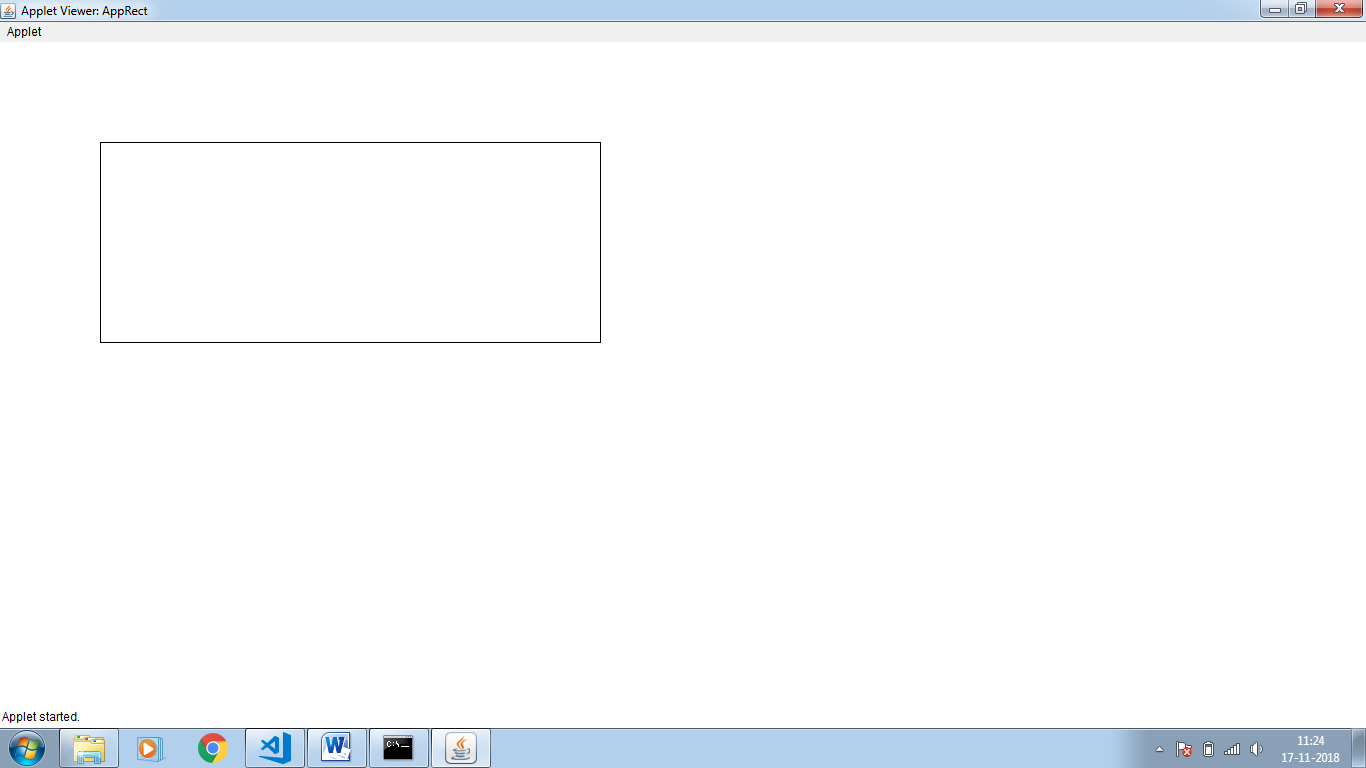 Applet Viewer: AppRect
Applet
Applet started.
C:\
11:24
17-11-2018